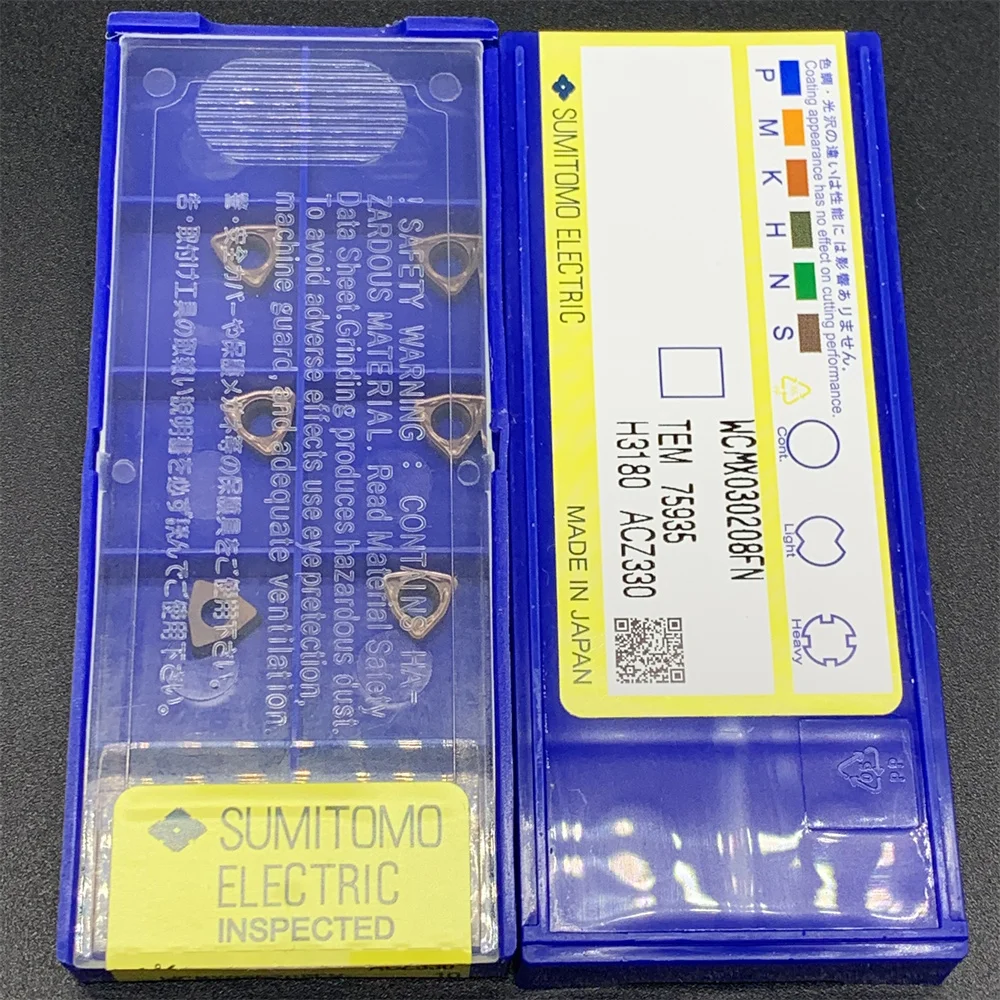 ! SAFETY WARNING : CONTAINS HA-
ZARDOUS MATERIAL. Read Material Safety
Data Sheet.Grinding produces hazardous dust.
To avoid adverse effects use eye pretection,
machine guard, and adequate ventilation.
SUMITOMO
ELECTRIC
INSPECTED
色調・光沢の違いは性能には影響ありません。
Coating appearance has no effect on cutting performance.
P M K H N S
Cont.
Light
Heavy
WCMX030208FN
TEM 75935
H3180 ACZ330
SUMITOMO ELECTRIC
MADE IN JAPAN
PP